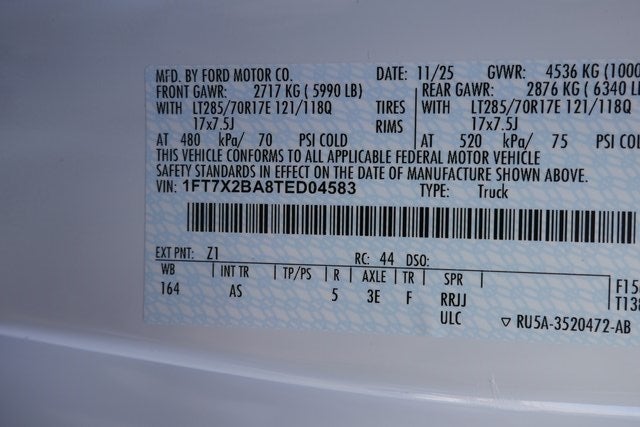 MFD. BY FORD MOTOR CO. DATE: 11/25 GVWR: 4536 KG (1000
FRONT GAWR: 2717 KG ( 5990 LB) REAR GAWR: 2876 KG ( 6340 L
WITH LT285/70R17E 121/118Q TIRES WITH LT285/70R17E 121/118Q
17x7.5J RIMS 17x7.5J
AT 480 kPa/ 70 PSI COLD AT 520 kPa/ 75 PSI COL
THIS VEHICLE CONFORMS TO ALL APPLICABLE FEDERAL MOTOR VEHICLE
SAFETY STANDARDS IN EFFECT ON THE DATE OF MANUFACTURE SHOWN ABOVE.
VIN: 1FT7X2BA8TED04583 TYPE: Truck
EXT PNT: Z1 RC: 44 DSO:
WB INT TR TP/PS R AXLE TR SPR
164 AS 5 3E F RRJJ
ULC
F15
T138
▽ RU5A-3520472-AB